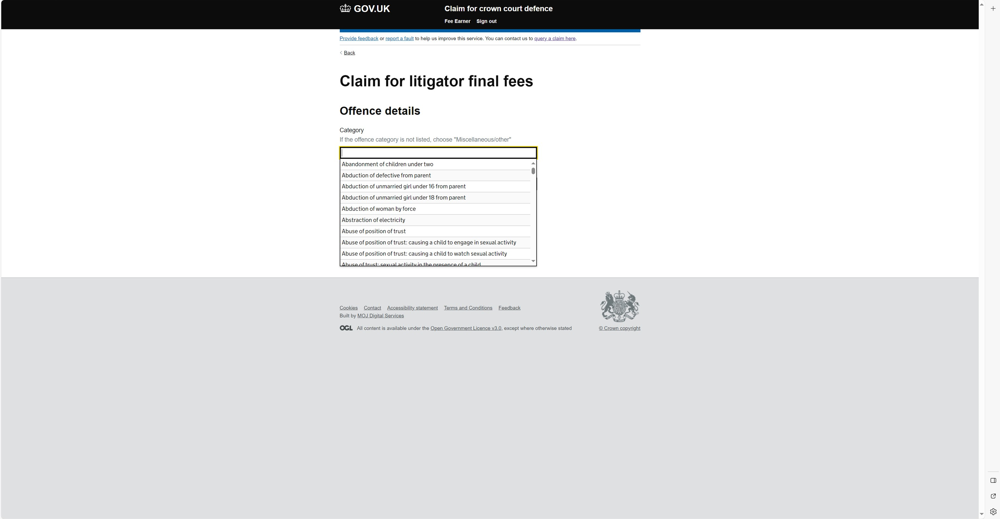 GOV.UK
Claim for crown court defence
Fee Earner Sign out
Provide feedback or report a fault to help us improve this service. You can contact us to query a claim here.
Back
Claim for litigator final fees
Offence details
Category
If the offence category is not listed, choose "Miscellaneous/other"
Abandonment of children under two
Abduction of defective from parent
Abduction of unmarried girl under 16 from parent
Abduction of unmarried girl under 18 from parent
Abduction of woman by force
Abstraction of electricity
Abuse of position of trust
Abuse of position of trust: causing a child to engage in sexual activity
Abuse of position of trust: causing a child to watch sexual activity
Abuse of trust: sexual activity in the presence of a child
Cookies Contact Accessibility statement Terms and Conditions Feedback
Built by MOJ Digital Services
OGL All content is available under the Open Government Licence v3.0, except where otherwise stated
© Crown copyright